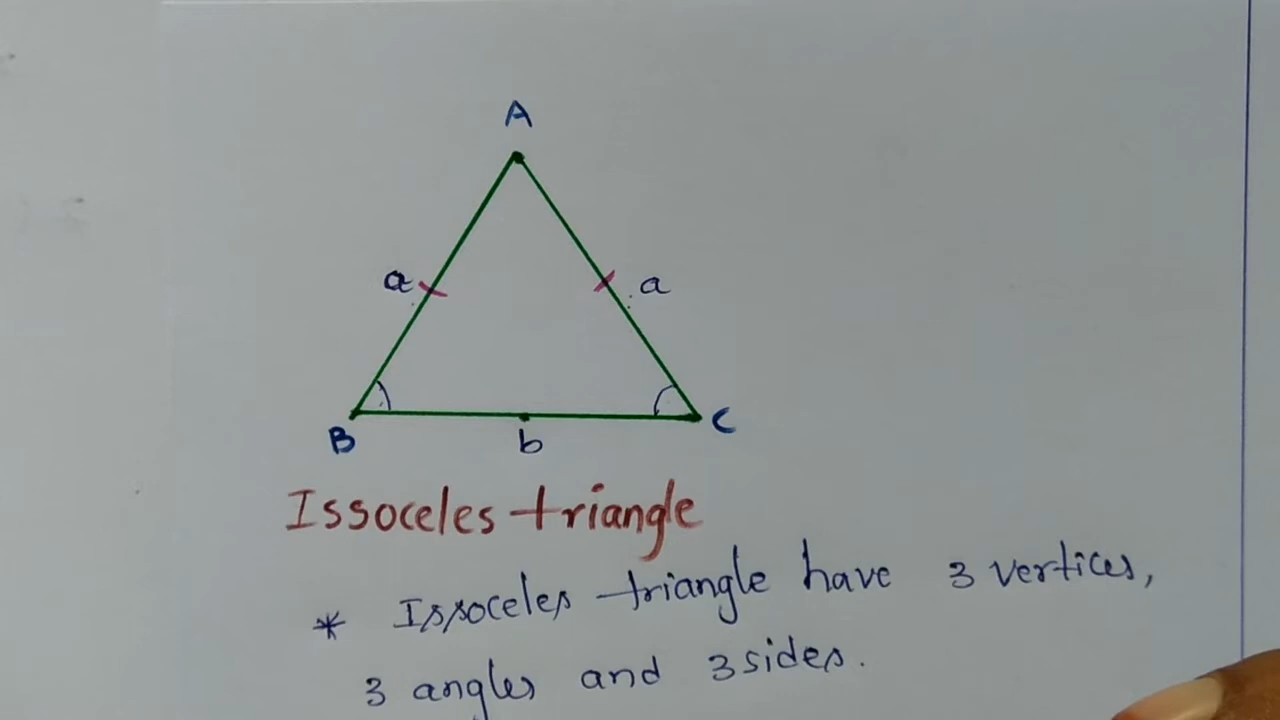 A
a a
B b C
Issoceles triangle
* Issoceles triangle have 3 vertices,
3 angles and 3 sides.